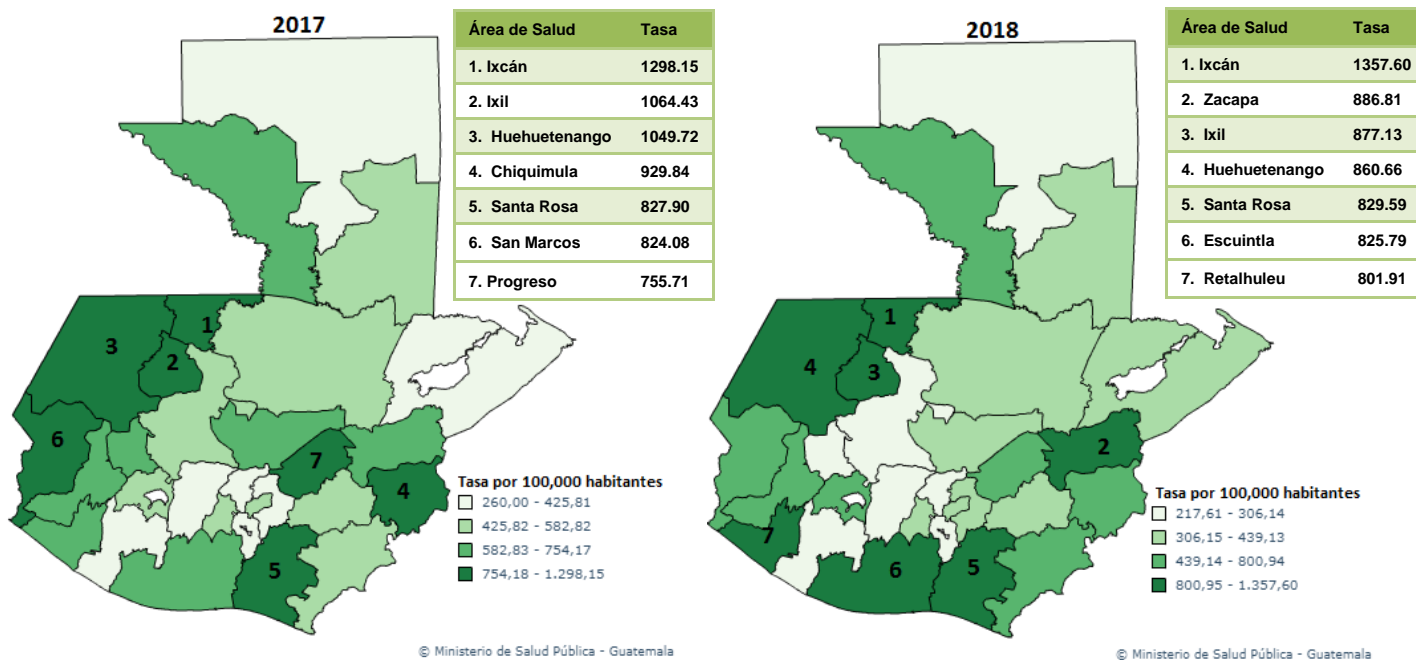 2017
Área de Salud Tasa
1. Ixcán 1298.15
2. Ixil 1064.43
3. Huehuetenango 1049.72
4. Chiquimula 929.84
5. Santa Rosa 827.90
6. San Marcos 824.08
7. Progreso 755.71
1
3
2
6
7
4
5
Tasa por 100,000 habitantes
260,00 - 425,81
425,82 - 582,82
582,83 - 754,17
754,18 - 1.298,15
© Ministerio de Salud Pública - Guatemala
2018
Área de Salud Tasa
1. Ixcán 1357.60
2. Zacapa 886.81
3. Ixil 877.13
4. Huehuetenango 860.66
5. Santa Rosa 829.59
6. Escuintla 825.79
7. Retalhuleu 801.91
1
4
3
2
7
6
5
Tasa por 100,000 habitantes
217,61 - 306,14
306,15 - 439,13
439,14 - 800,94
800,95 - 1.357,60
© Ministerio de Salud Pública - Guatemala